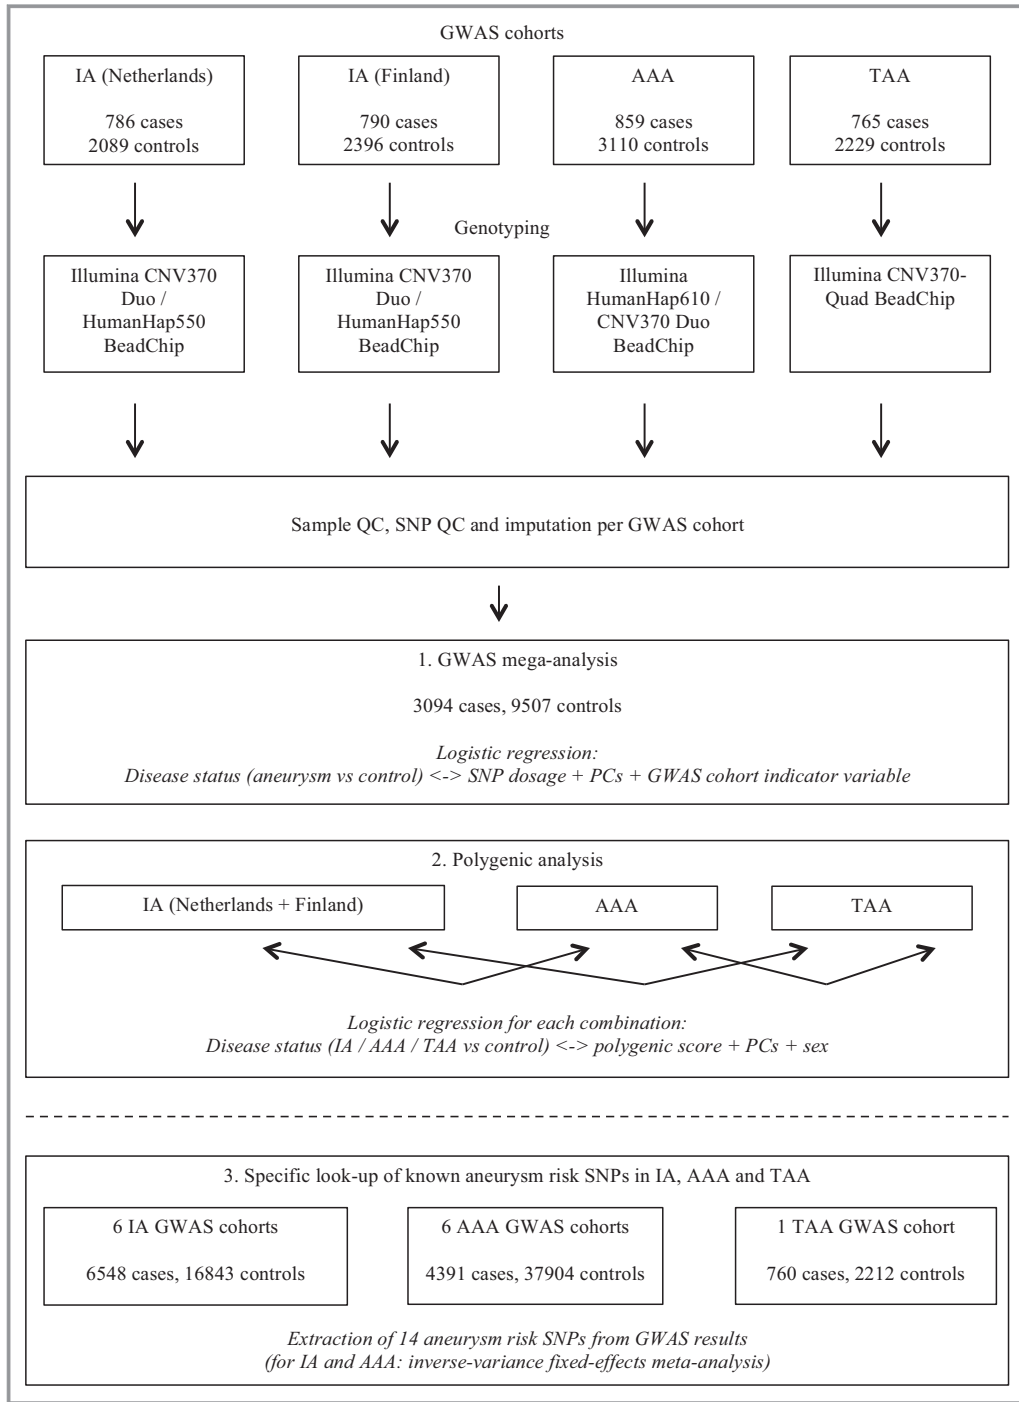 GWAS cohorts
IA (Netherlands)
786 cases
2089 controls
IA (Finland)
790 cases
2396 controls
AAA
859 cases
3110 controls
TAA
765 cases
2229 controls
Genotyping
Illumina CNV370
Duo /
HumanHap550
BeadChip
Illumina CNV370
Duo /
HumanHap550
BeadChip
Illumina
HumanHap610 /
CNV370 Duo
BeadChip
Illumina CNV370-
Quad BeadChip
Sample QC, SNP QC and imputation per GWAS cohort
1. GWAS mega-analysis
3094 cases, 9507 controls
Logistic regression:
Disease status (aneurysm vs control) <-> SNP dosage + PCs + GWAS cohort indicator variable
2. Polygenic analysis
IA (Netherlands + Finland)
AAA
TAA
Logistic regression for each combination:
Disease status (IA / AAA / TAA vs control) <-> polygenic score + PCs + sex
3. Specific look-up of known aneurysm risk SNPs in IA, AAA and TAA
6 IA GWAS cohorts
6548 cases, 16843 controls
6 AAA GWAS cohorts
4391 cases, 37904 controls
1 TAA GWAS cohort
760 cases, 2212 controls
Extraction of 14 aneurysm risk SNPs from GWAS results
(for IA and AAA: inverse-variance fixed-effects meta-analysis)